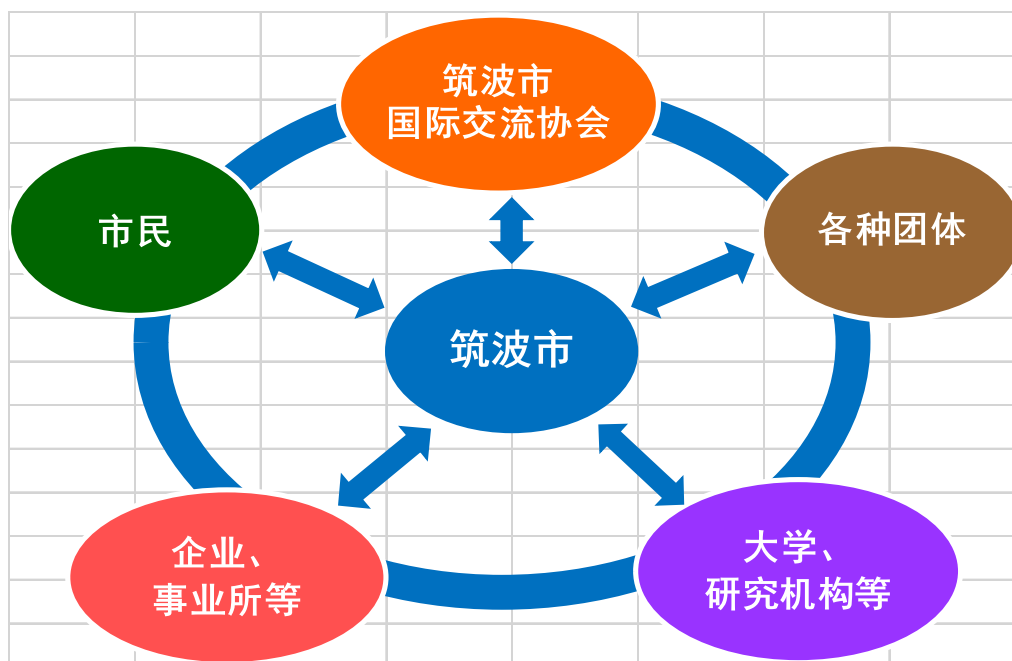 筑波市
国际交流协会
市民
各种团体
筑波市
企业、
事业所等
大学、
研究机构等